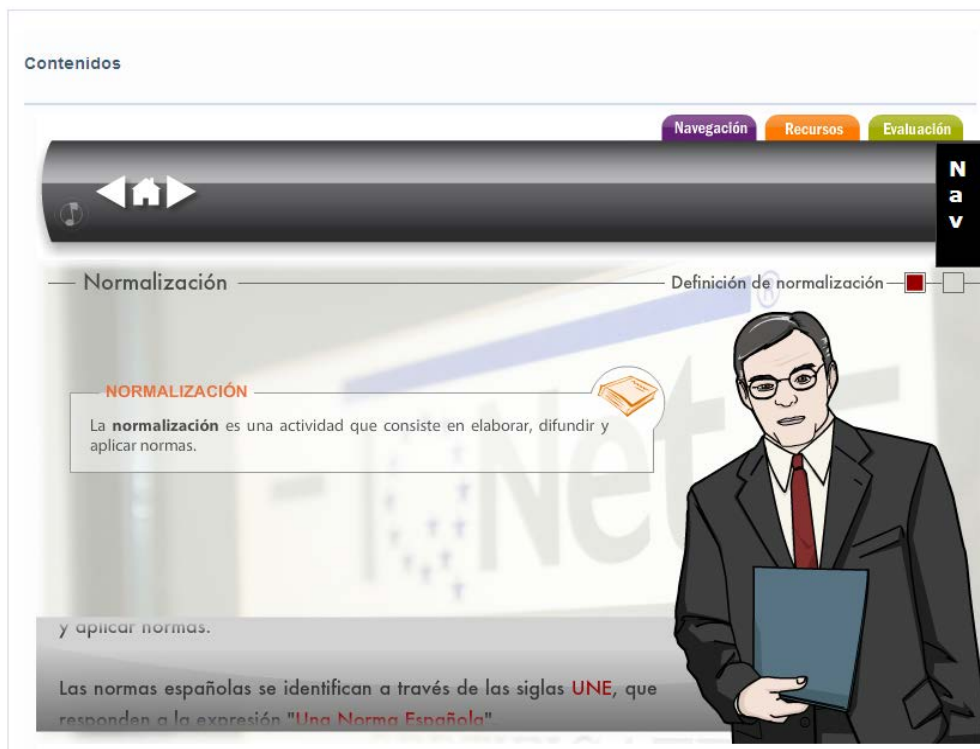 Contenidos
Navegación Recursos Evaluación
N
a
v
Normalización
Definición de normalización
®
NORMALIZACIÓN
La normalización es una actividad que consiste en elaborar, difundir y
aplicar normas.
Net
y aplicar normas.
Las normas españolas se identifican a través de las siglas UNE, que
responden a la expresión "Una Norma Española"